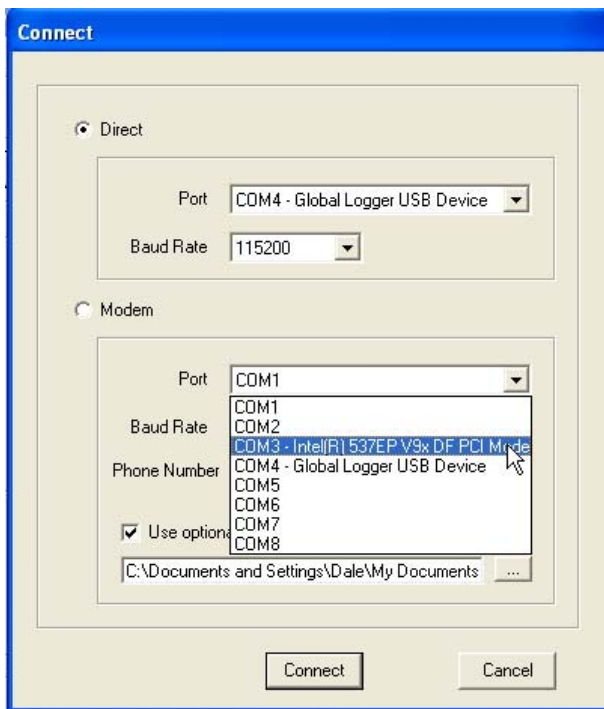 Connect
Direct
Port COM4 - Global Logger USB Device
Baud Rate 115200
Modem
Port COM1
COM1
Baud Rate COM2
COM3 - Intel(R) 537EP V9x DF PCI Mode
Phone Number COM4 - Global Logger USB Device
COM5
COM6
Use optiona COM7
COM8
C:\Documents and Settings\Dale\My Documents ...
Connect Cancel